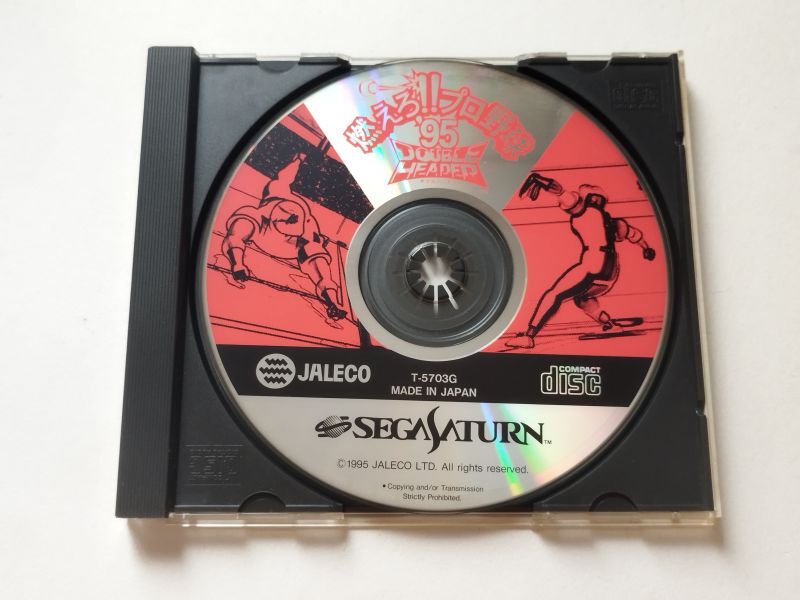 燃えろ!!プロ野球
'95
DOUBLE
HEADER
JALECO
T-5703G
MADE IN JAPAN
COMPACT
disc
SEGA SATURN™
©1995 JALECO LTD. All rights reserved.
•Copying and/or Transmission
Strictly Prohibited.